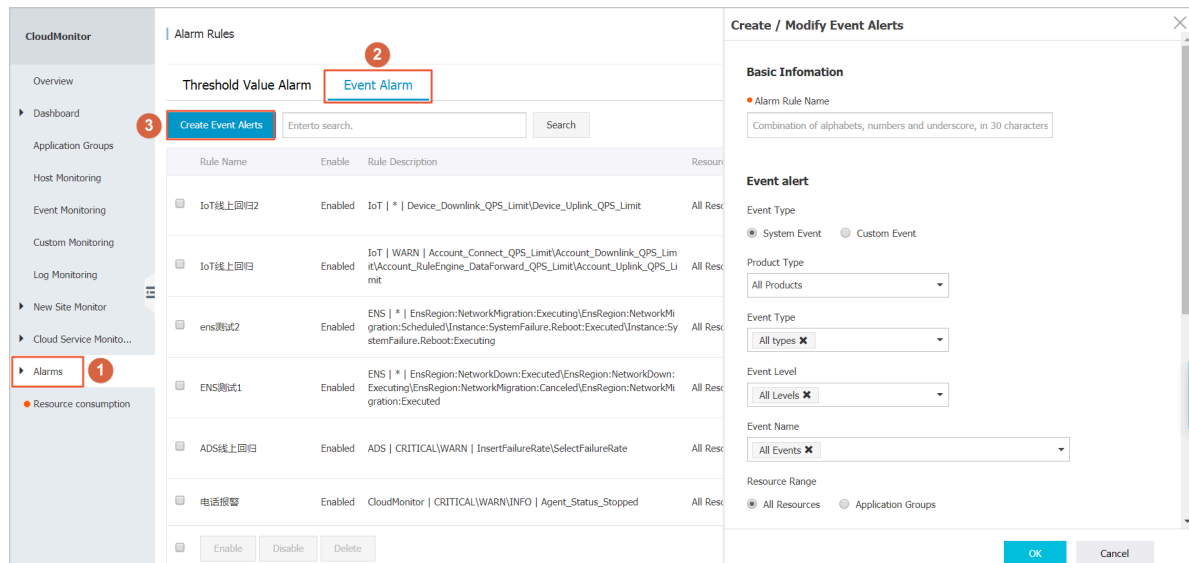 CloudMonitor
Overview
Dashboard
Application Groups
Host Monitoring
Event Monitoring
Custom Monitoring
Log Monitoring
New Site Monitor
Cloud Service Monito...
Alarms
1
Resource consumption
Alarm Rules
2
Threshold Value Alarm Event Alarm
3
Create Event Alerts Enterto search. Search
Rule Name Enable Rule Description Resour
IoT线上回归2 Enabled IoT | * | Device_Downlink_QPS_Limit\Device_Uplink_QPS_Limit All Reso
IoT | WARN | Account_Connect_QPS_Limit\Account_Downlink_QPS_Lim
IoT线上回归 Enabled it\Account_RuleEngine_DataForward_QPS_Limit\Account_Uplink_QPS_Li All Reso
mit
ENS | * | EnsRegion:NetworkMigration:Executing\EnsRegion:NetworkMi
ens测试2 Enabled gration:Scheduled\Instance:SystemFailure.Reboot:Executed\Instance:Sy All Reso
stemFailure.Reboot:Executing
ENS | * | EnsRegion:NetworkDown:Executed\EnsRegion:NetworkDown:
ENS测试1 Enabled Executing\EnsRegion:NetworkMigration:Canceled\EnsRegion:NetworkMi All Reso
gration:Executed
ADS线上回归 Enabled ADS | CRITICAL\WARN | InsertFailureRate\SelectFailureRate All Reso
电话报警 Enabled CloudMonitor | CRITICAL\WARN\INFO | Agent_Status_Stopped All Reso
Enable Disable Delete
Create / Modify Event Alerts
Basic Infomation
Alarm Rule Name
Combination of alphabets, numbers and underscore, in 30 characters
Event alert
Event Type
System Event Custom Event
Product Type
All Products
Event Type
All types
Event Level
All Levels
Event Name
All Events
Resource Range
All Resources Application Groups
OK Cancel